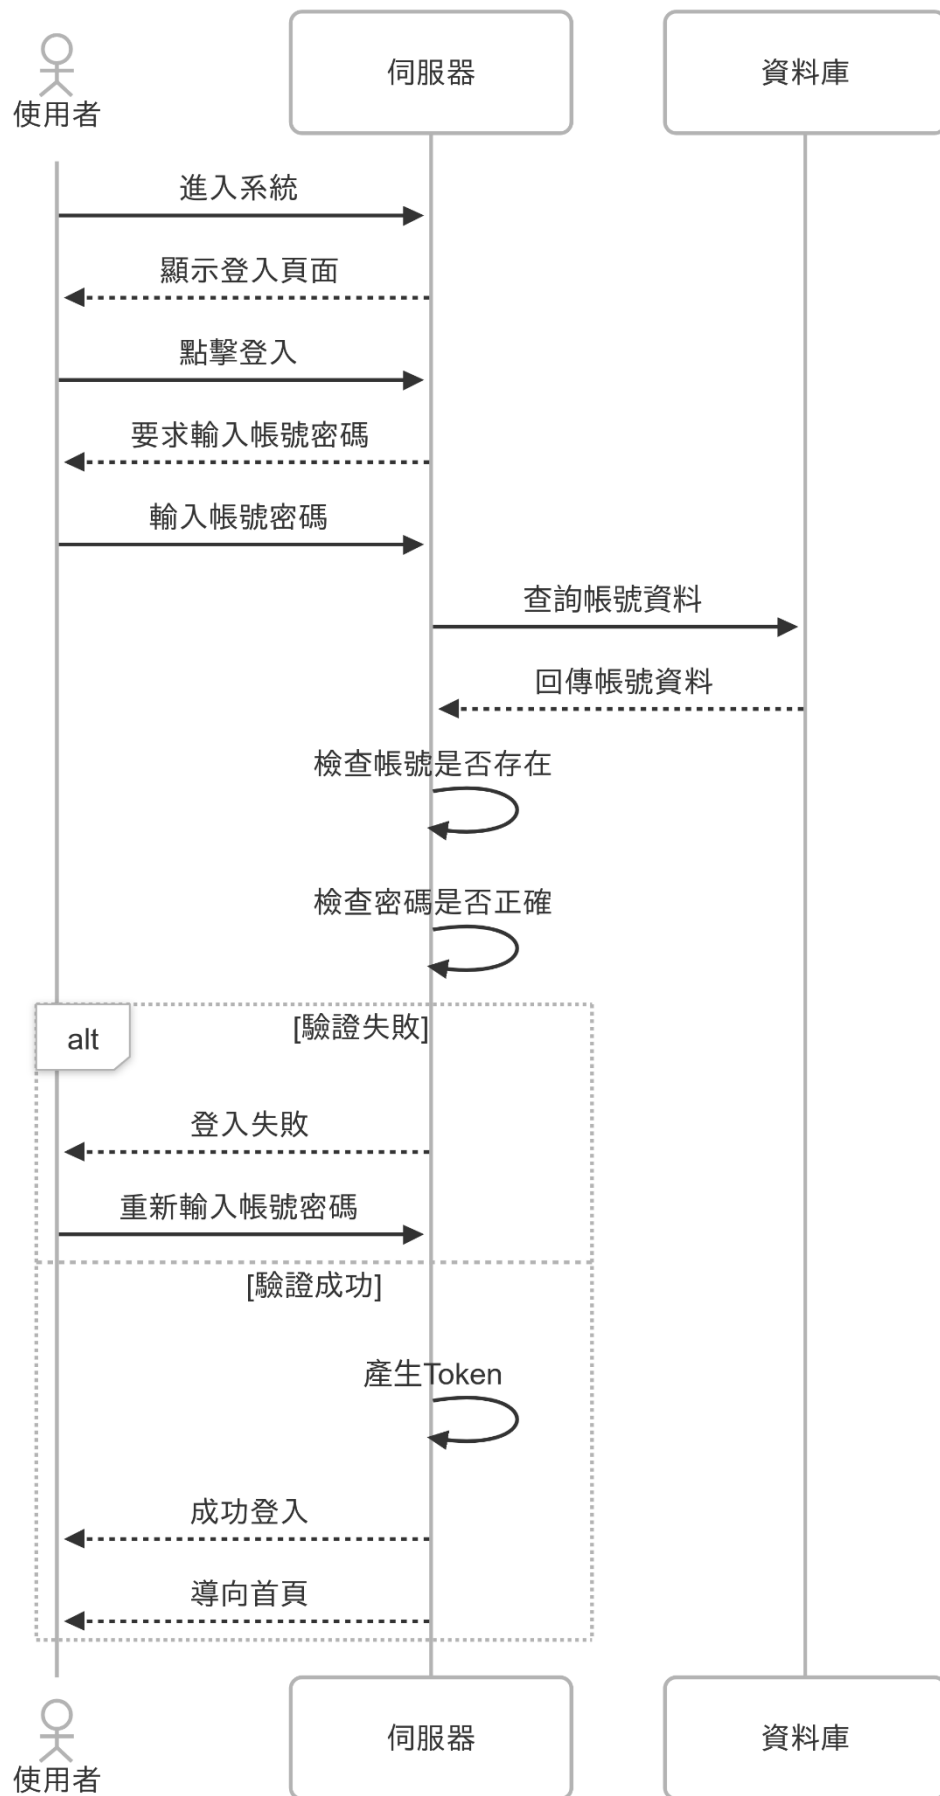 使用者
伺服器
資料庫
進入系統
顯示登入頁面
點擊登入
要求輸入帳號密碼
輸入帳號密碼
查詢帳號資料
回傳帳號資料
檢查帳號是否存在
檢查密碼是否正確
alt
[驗證失敗]
登入失敗
重新輸入帳號密碼
[驗證成功]
產生Token
成功登入
導向首頁
使用者
伺服器
資料庫